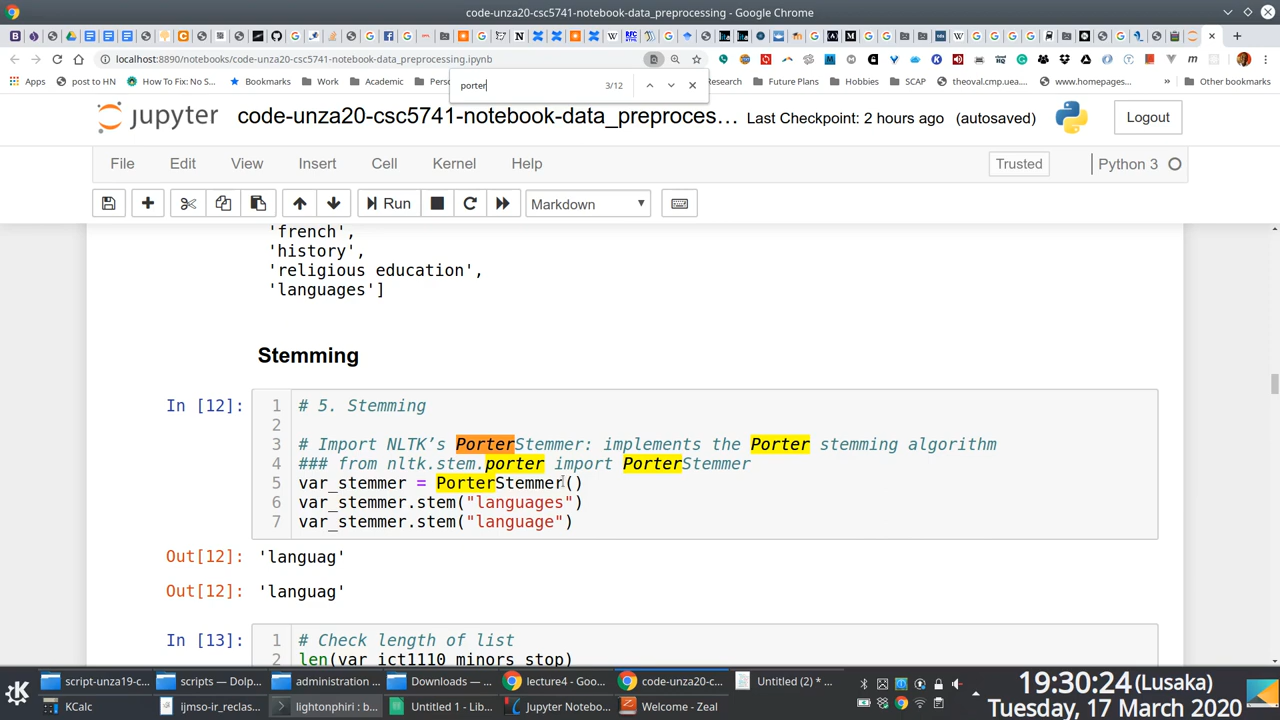 code-unza20-csc5741-notebook-data_preprocessing - Google Chrome
localhost:8890/notebooks/code-unza20-csc5741-notebook-data_preprocessing.ipynb
Apps post to HN How To Fix: No S... Bookmarks Work Academic Perso Research Future Plans Hobbies SCAP theoval.cmp.uea... www.homepages... » Other bookmarks
porter 3/12
jupyter code-unza20-csc5741-notebook-data_preproces... Last Checkpoint: 2 hours ago (autosaved) Logout
File Edit View Insert Cell Kernel Help Trusted Python 3
Run Markdown
'french',
'history',
'religious education',
'languages']
Stemming
In [12]: 1 # 5. Stemming
2
3 # Import NLTK’s PorterStemmer: implements the Porter stemming algorithm
4 ### from nltk.stem.porter import PorterStemmer
5 var_stemmer = PorterStemmer()
6 var_stemmer.stem("languages")
7 var_stemmer.stem("language")
Out[12]: 'languag'
Out[12]: 'languag'
In [13]: 1 # Check length of list
2 len(var_ict1110_minors_stop)
script-unza19-c... scripts — Dolp... administration ... Downloads — ... lecture4 - Goo... code-unza20-c... Untitled (2) * ...
KCalc ijmso-ir_reclas... lightonphiri : b... Untitled 1 - Lib... Jupyter Notebo... Welcome - Zeal
19:30:24 (Lusaka)
Tuesday, 17 March 2020